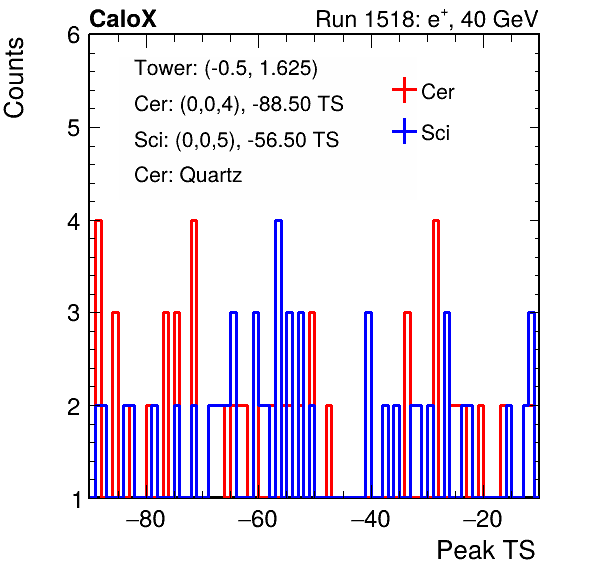 CaloX Run 1518: e⁺, 40 GeV
Counts
6
5
4
3
2
1
Tower: (-0.5, 1.625)
Cer: (0,0,4), -88.50 TS
Sci: (0,0,5), -56.50 TS
Cer: Quartz
Cer
Sci
−80 −60 −40 −20
Peak TS